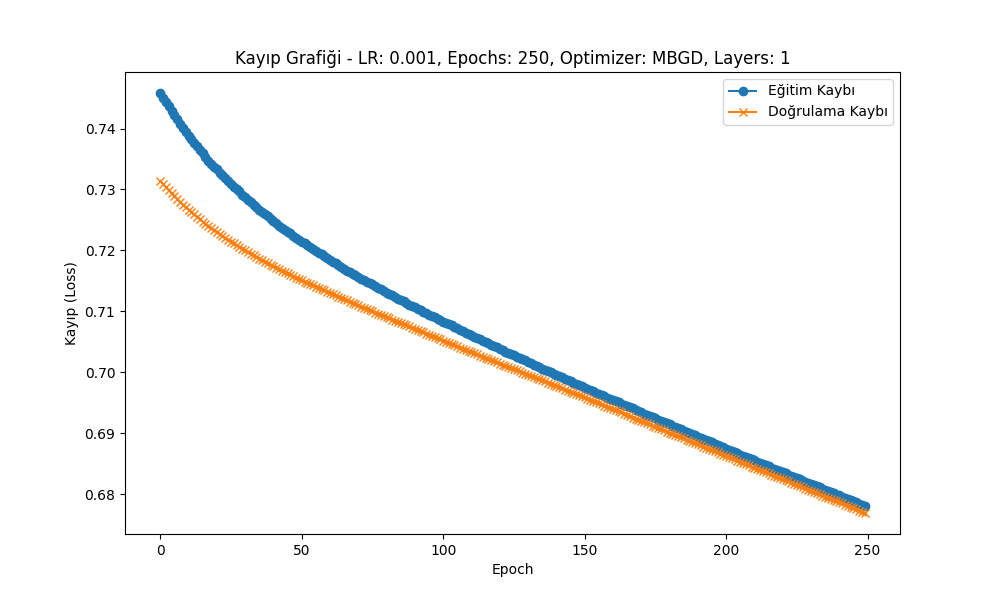 Kayıp Grafiği - LR: 0.001, Epochs: 250, Optimizer: MBGD, Layers: 1
Eğitim Kaybı
Doğrulama Kaybı
Kayıp (Loss)
0.74
0.73
0.72
0.71
0.70
0.69
0.68
0 50 100 150 200 250
Epoch